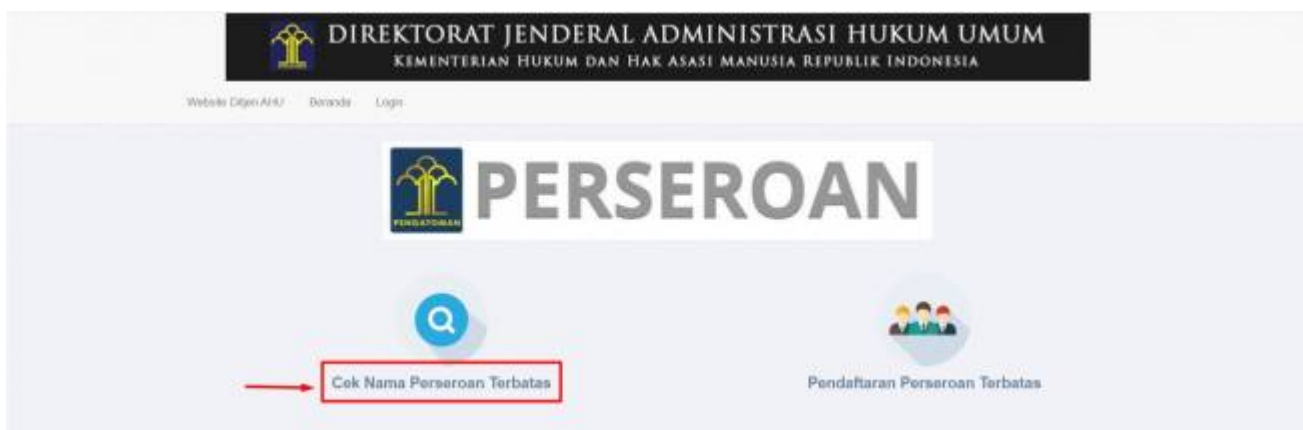 DIREKTORAT JENDERAL ADMINISTRASI HUKUM UMUM
KEMENTERIAN HUKUM DAN HAK ASASI MANUSIA REPUBLIK INDONESIA
Website Ditjen AHU Beranda Login
PERSEROAN
PENGAYOMAN
Cek Nama Perseroan Terbatas
Pendaftaran Perseroan Terbatas